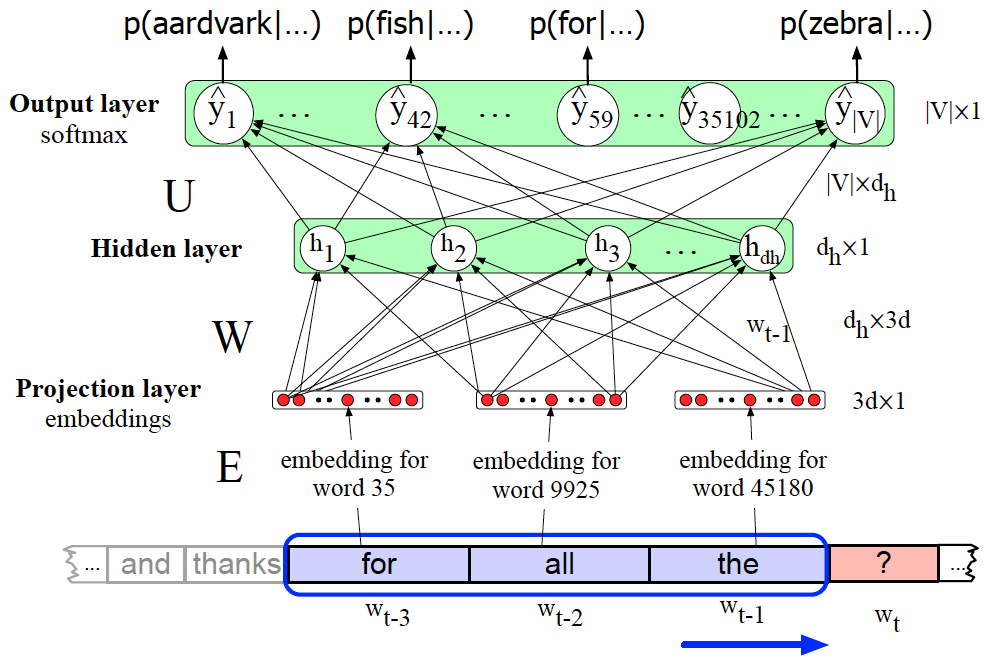 p(aardvark|...) p(fish|...) p(for|...) p(zebra|...)
Output layer
softmax
ŷ1 ... ŷ42 ... ŷ59 ... ŷ35102 ... ŷ|V| |V|×1
U |V|×dh
Hidden layer h1 h2 h3 ... hdh dh×1
W wt-1 dh×3d
Projection layer
embeddings
.. .. .. .. .. .. 3d×1
E
embedding for
word 35
embedding for
word 9925
embedding for
word 45180
... and thanks for all the ? ...
wt-3 wt-2 wt-1 wt